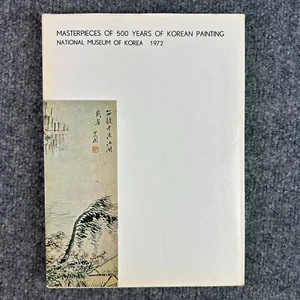 MASTERPIECES OF 500 YEARS OF KOREAN PAINTING
NATIONAL MUSEUM OF KOREA 1972